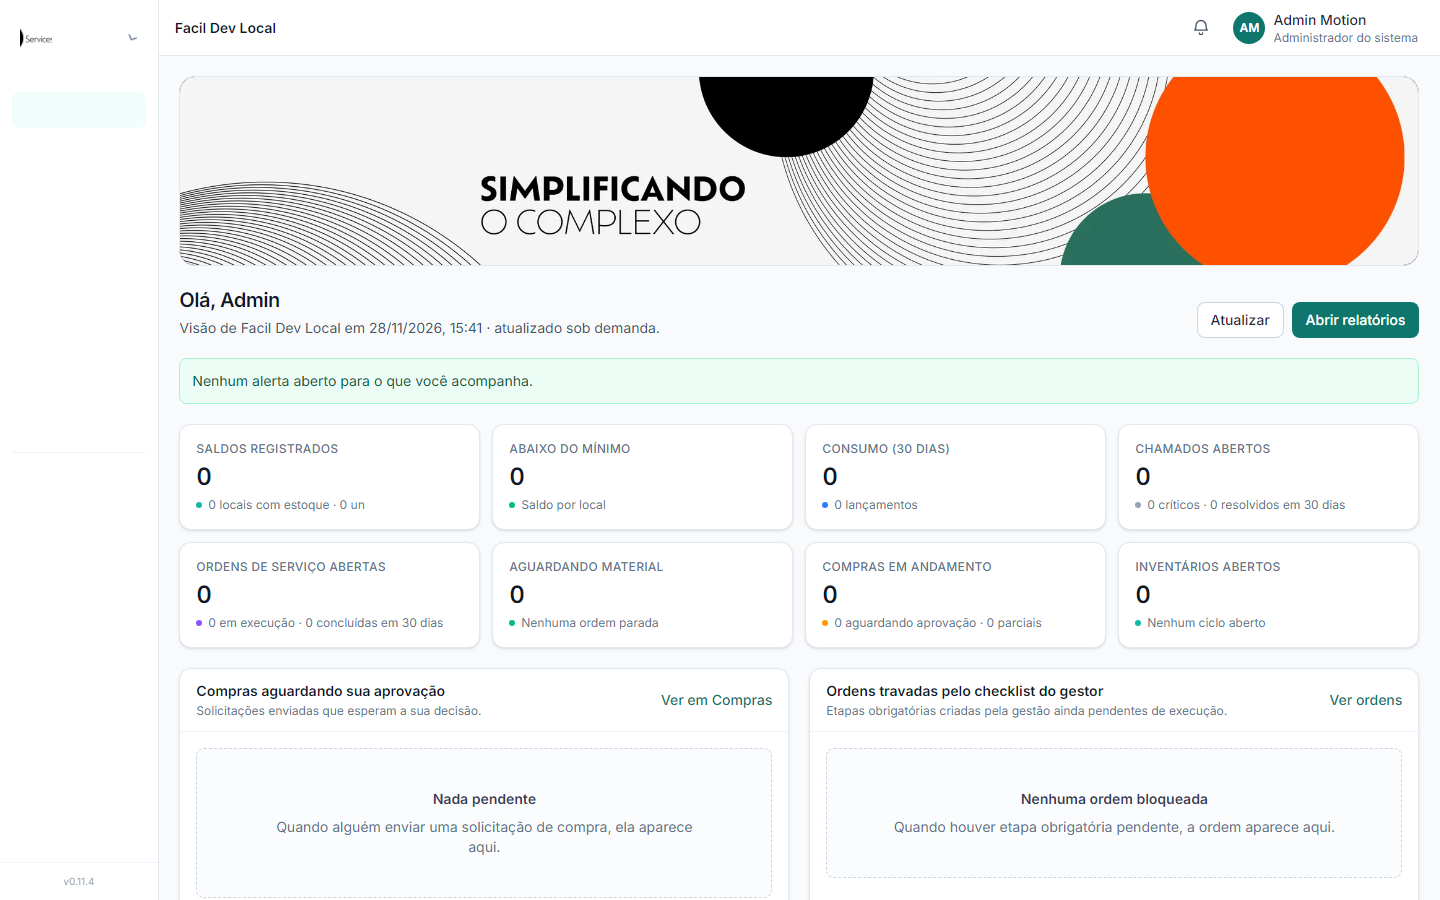 Service
Facil Dev Local
AM
Admin Motion
Administrador do sistema
SIMPLIFICANDO
O COMPLEXO
Olá, Admin
Visão de Facil Dev Local em 28/11/2026, 15:41 · atualizado sob demanda.
Atualizar
Abrir relatórios
Nenhum alerta aberto para o que você acompanha.
SALDOS REGISTRADOS
0
0 locais com estoque · 0 un
ABAIXO DO MÍNIMO
0
Saldo por local
CONSUMO (30 DIAS)
0
0 lançamentos
CHAMADOS ABERTOS
0
0 críticos · 0 resolvidos em 30 dias
ORDENS DE SERVIÇO ABERTAS
0
0 em execução · 0 concluídas em 30 dias
AGUARDANDO MATERIAL
0
Nenhuma ordem parada
COMPRAS EM ANDAMENTO
0
0 aguardando aprovação · 0 parciais
INVENTÁRIOS ABERTOS
0
Nenhum ciclo aberto
Compras aguardando sua aprovação
Solicitações enviadas que esperam a sua decisão.
Ver em Compras
Nada pendente
Quando alguém enviar uma solicitação de compra, ela aparece
aqui.
Ordens travadas pelo checklist do gestor
Etapas obrigatórias criadas pela gestão ainda pendentes de execução.
Ver ordens
Nenhuma ordem bloqueada
Quando houver etapa obrigatória pendente, a ordem aparece aqui.
v0.11.4